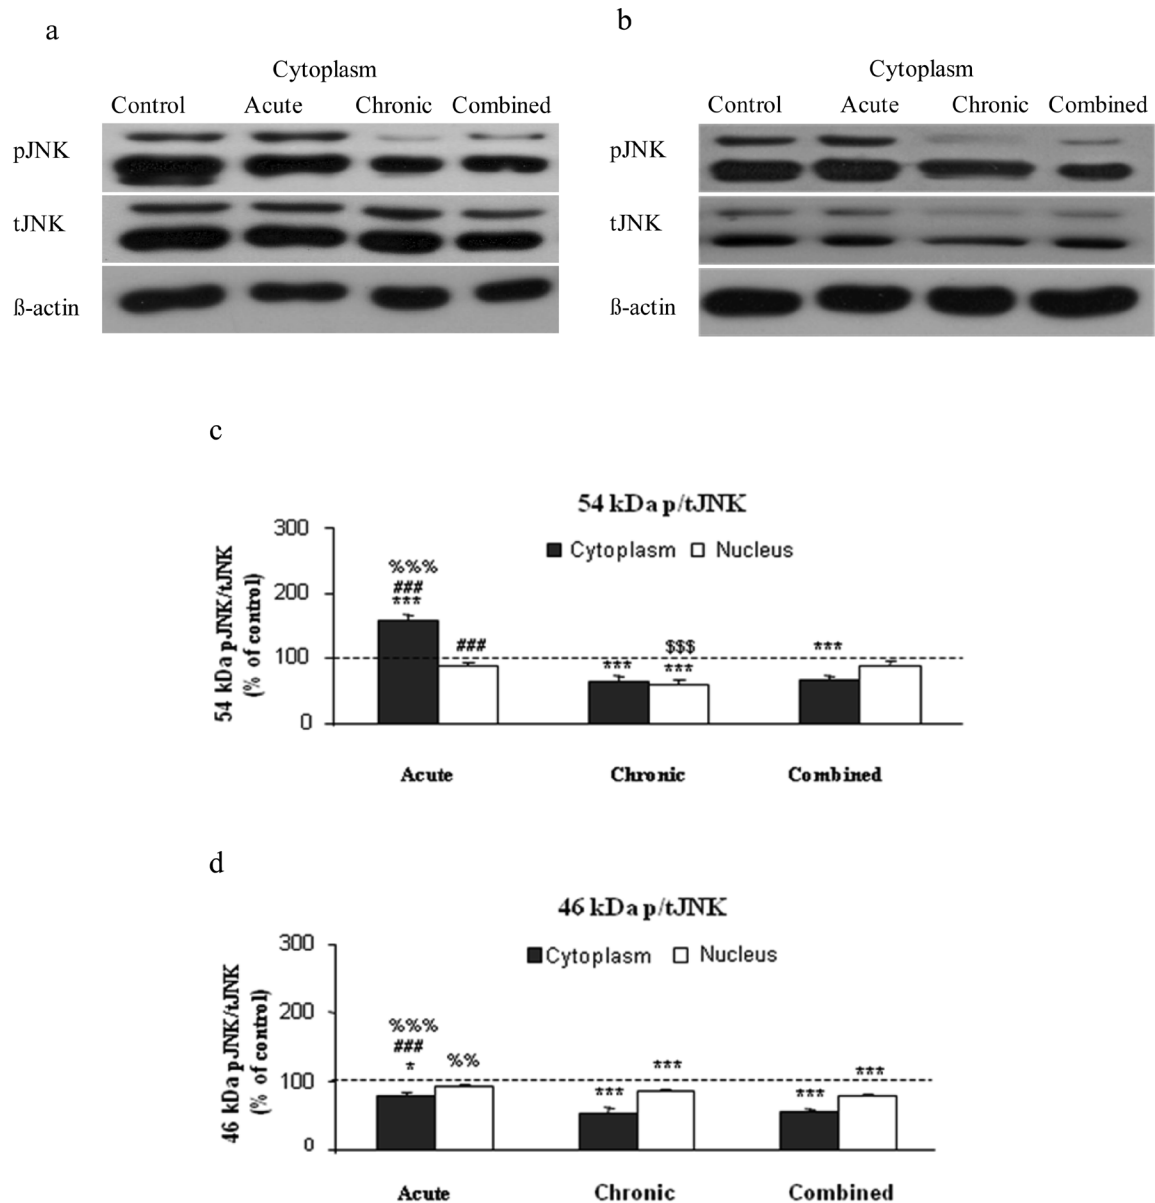 a
Cytoplasm
Control Acute Chronic Combined
pJNK
tJNK
ß-actin
b
Cytoplasm
Control Acute Chronic Combined
pJNK
tJNK
ß-actin
c
54 kDa p/tJNK
54 kDa pJNK/tJNK
(% of control)
300
200
100
0
Cytoplasm Nucleus
%%%
###
***
###
***
$$$
***
***
Acute Chronic Combined
d
46 kDa p/tJNK
46 kDa pJNK/tJNK
(% of control)
300
200
100
0
Cytoplasm Nucleus
%%%
###
*
%%
***
***
***
***
Acute Chronic Combined